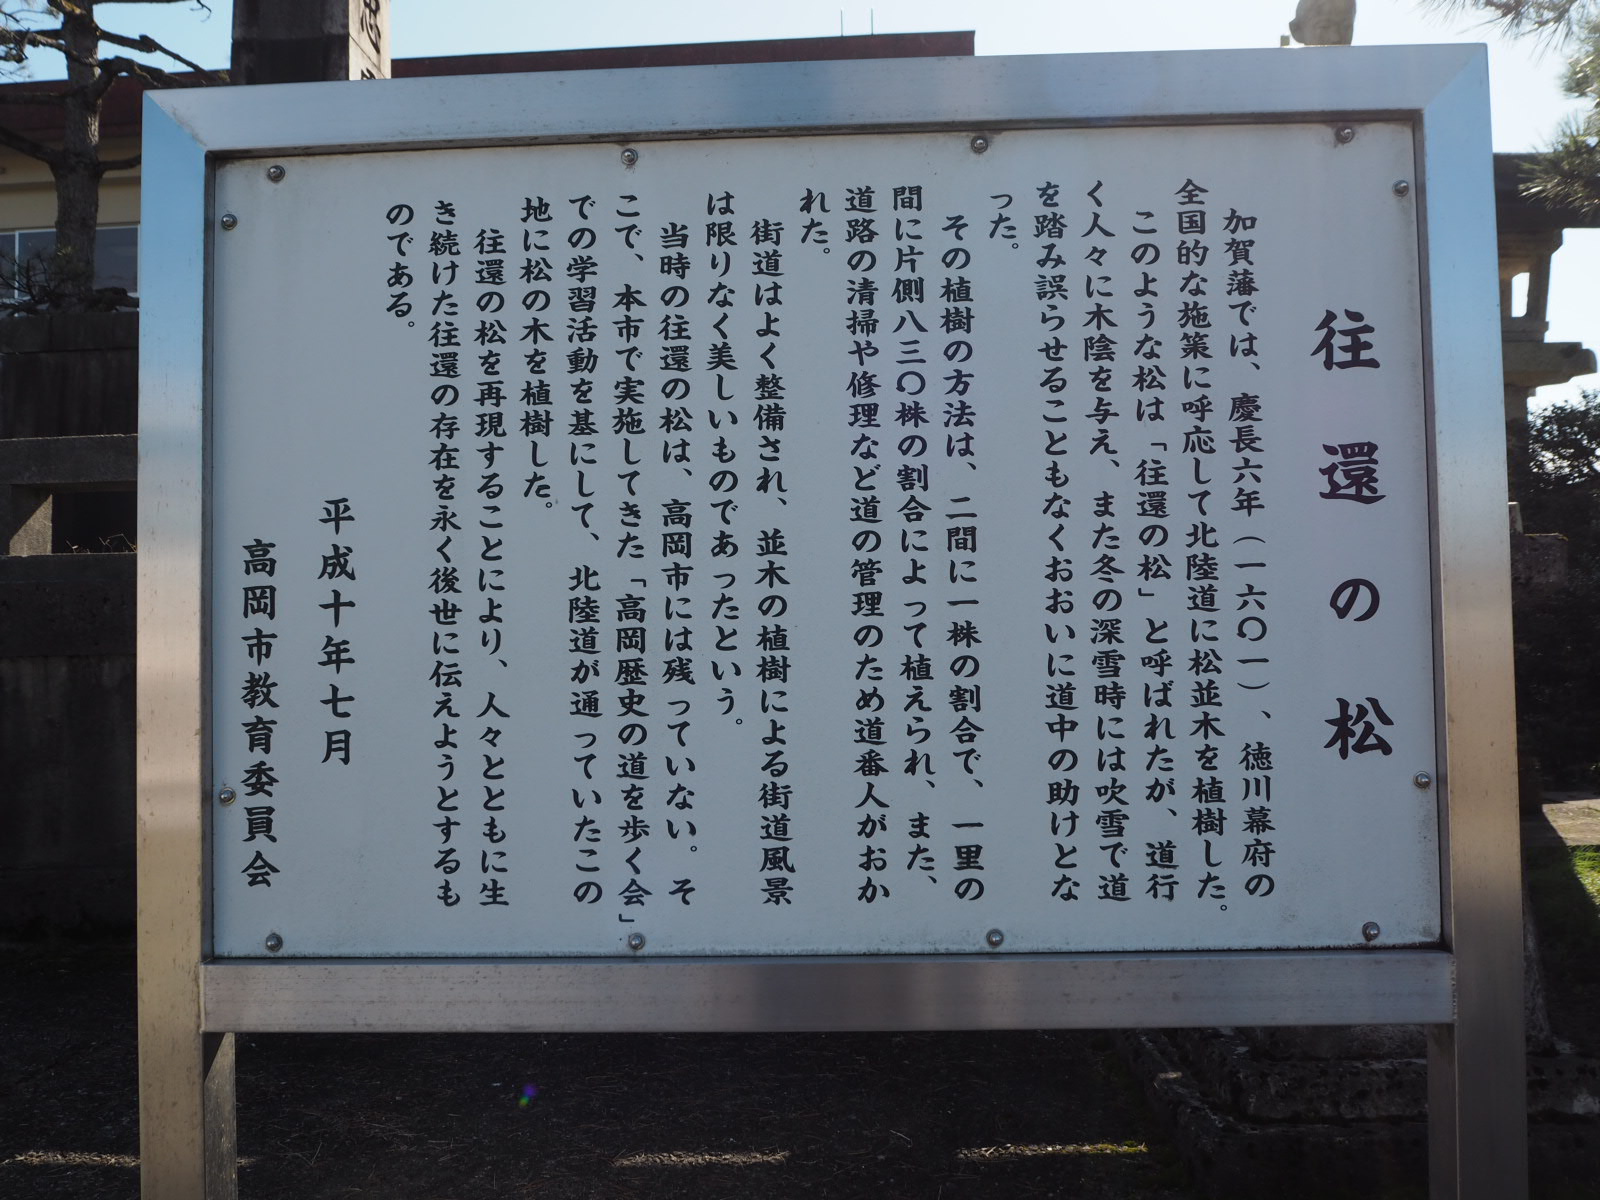 往還の松
加賀藩では、慶長六年（一六〇一）、徳川幕府の
全国的な施策に呼応して北陸道に松並木を植樹した。
このような松は「往還の松」と呼ばれたが、道行
く人々に木陰を与え、また冬の深雪時には吹雪で道
を踏み誤らせることもなくおおいに道中の助けとな
った。
その植樹の方法は、二間に一株の割合で、一里の
間に片側八三〇株の割合によって植えられ、また、
道路の清掃や修理など道の管理のため道番人がおか
れた。
街道はよく整備され、並木の植樹による街道風景
は限りなく美しいものであったという。
当時の往還の松は、高岡市には残っていない。そ
こで、本市で実施してきた「高岡歴史の道を歩く会」
での学習活動を基にして、北陸道が通っていたこの
地に松の木を植樹した。
往還の松を再現することにより、人々とともに生
き続けた往還の存在を永く後世に伝えようとするも
のである。
平成十年七月
高岡市教育委員会